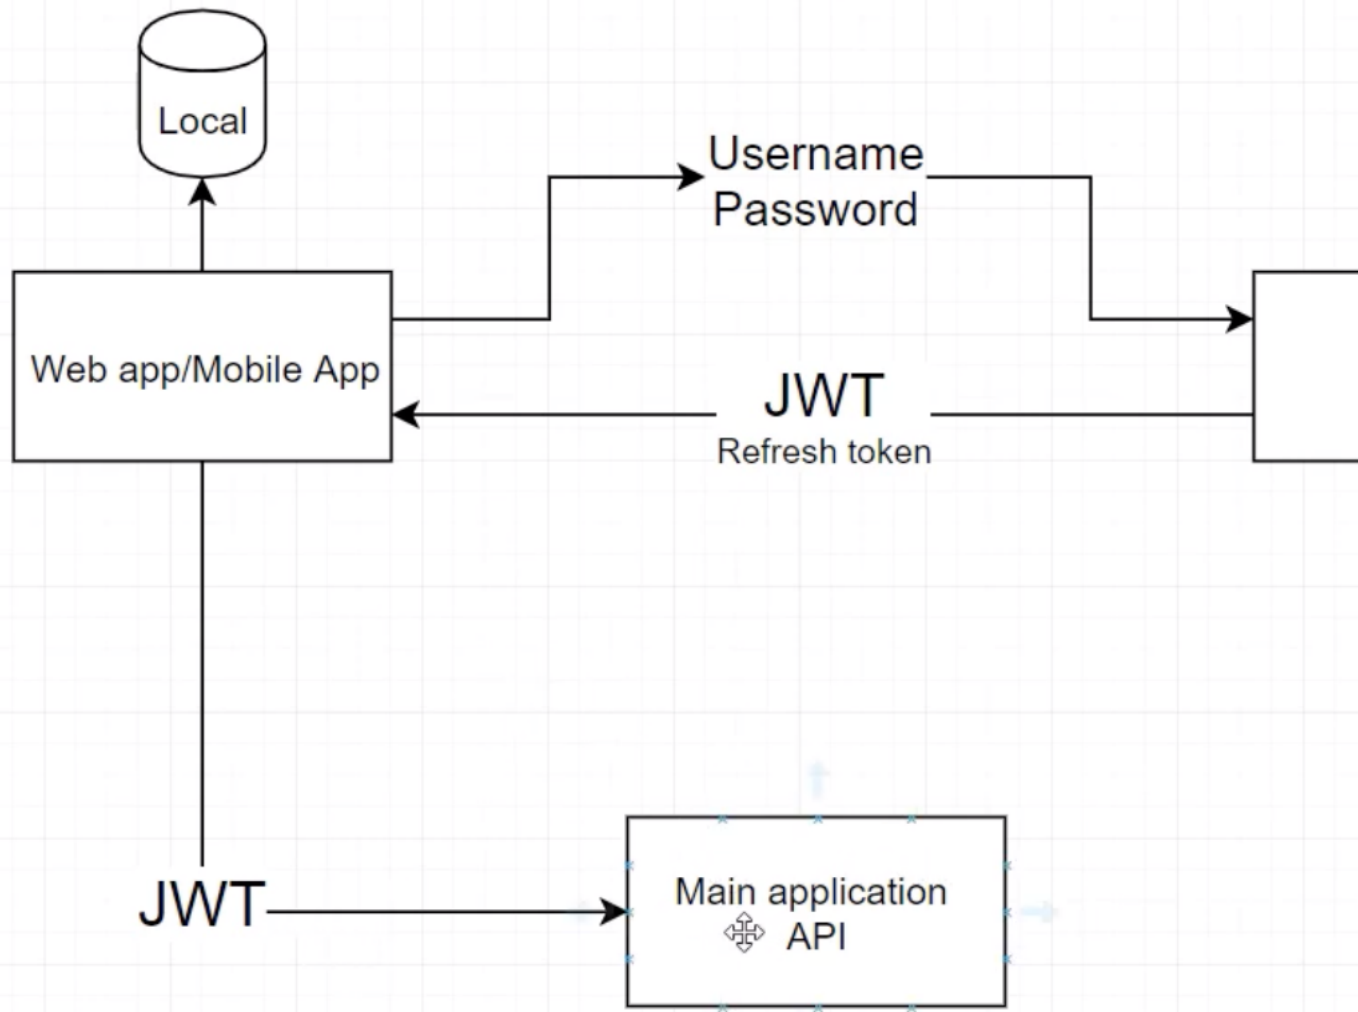 Local
Username
Password
Web app/Mobile App
JWT
Refresh token
JWT
Main application
API